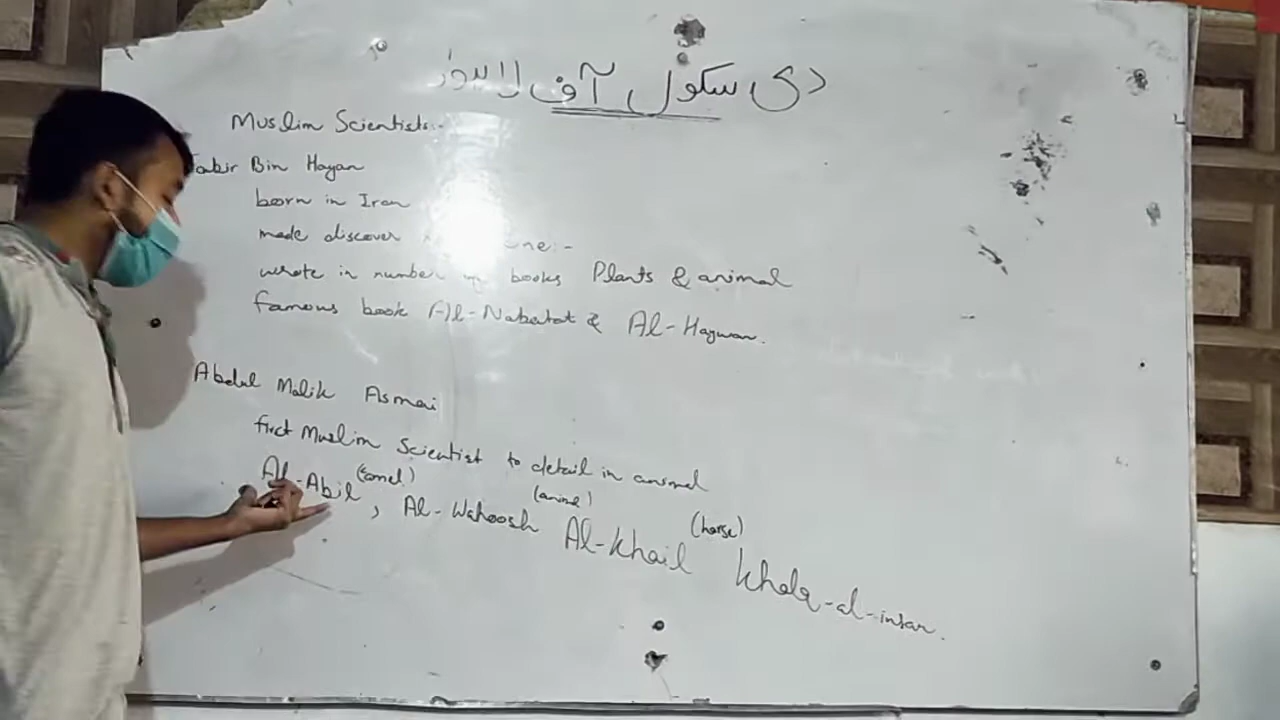 دی سکول آف لاہور
Muslim Scientists:-
Jabir Bin Hayan
born in Iran
made discover
wrote in number of books Plants & animal
famous book Al-Nabatat & Al-Haywan.
Abdul Malik Asmai
first Muslim Scientist to detail in animal
(camel) (anime) (horse)
Al-Abil, Al-Wahoosh Al-Khail Khalq-al-insan.